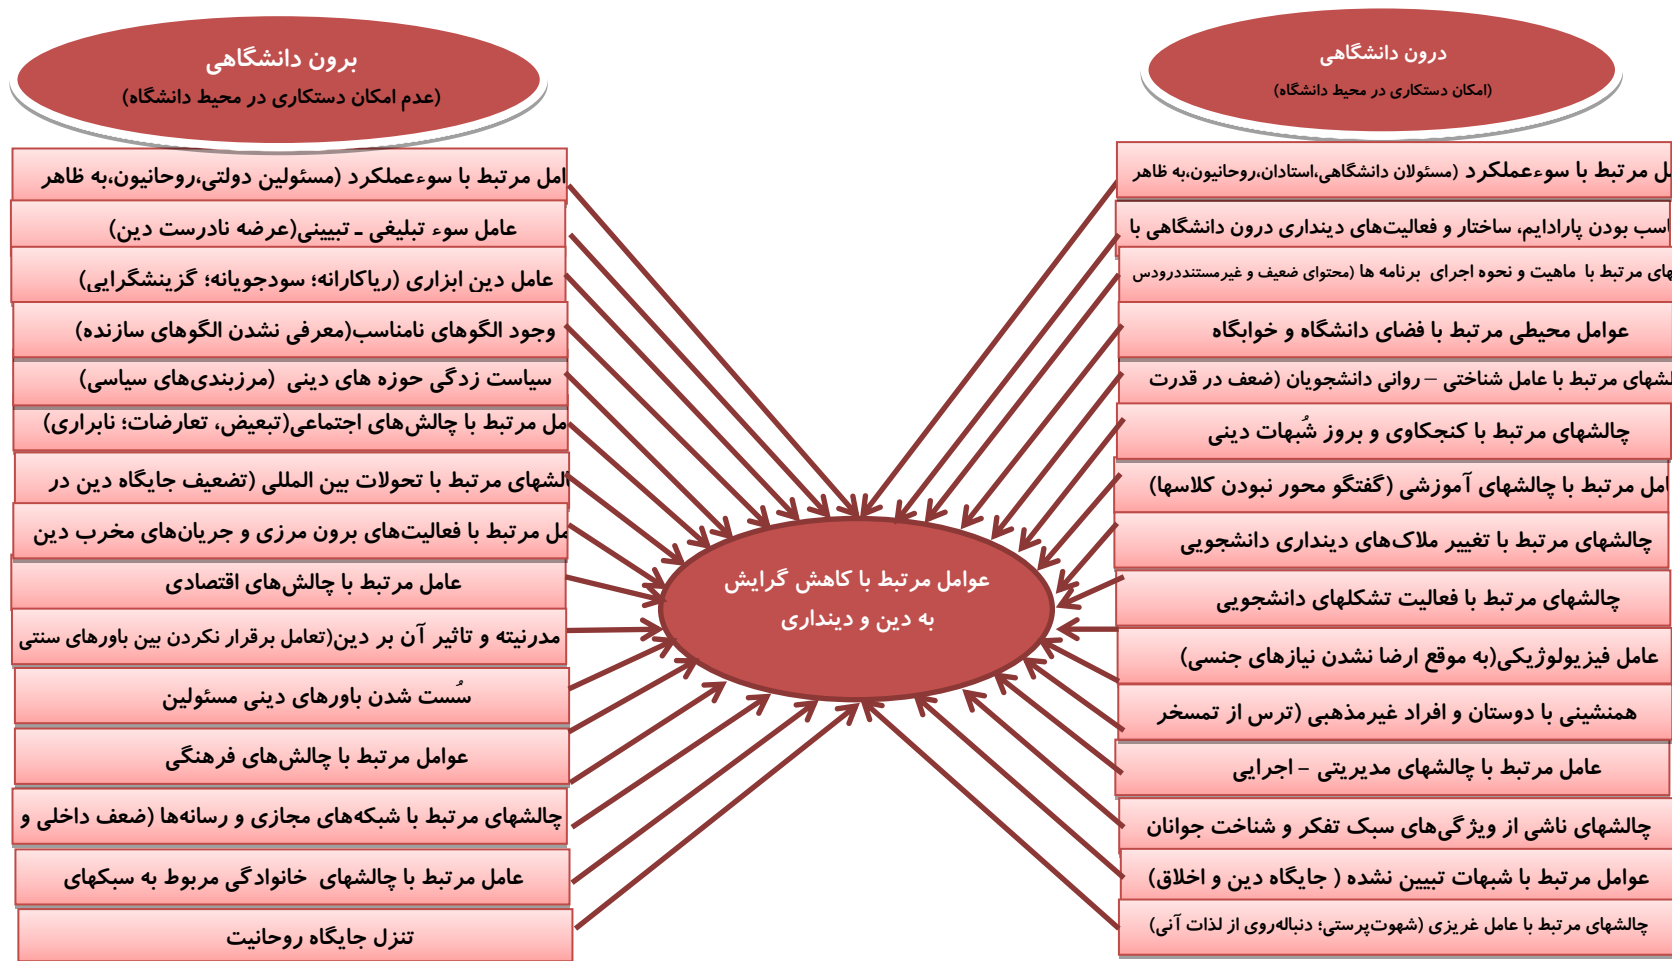 درون دانشگاهی
(امکان دستکاری در محیط دانشگاه)
مرتبط با سوءعملکرد (مسئولان دانشگاهی،استادان،روحانیون،به ظاهر
بودن پارادایم، ساختار و فعالیت‌های دینداری درون دانشگاهی با
مرتبط با ماهیت و نحوه اجرای برنامه ها (محتوای ضعیف و غیرمستنددرودس
عوامل محیطی مرتبط با فضای دانشگاه و خوابگاه
مرتبط با عامل شناختی – روانی دانشجویان (ضعف در قدرت
چالشهای مرتبط با کنجکاوی و بروز شُبهات دینی
مرتبط با چالشهای آموزشی (گفتگو محور نبودن کلاسها)
چالشهای مرتبط با تغییر ملاک‌های دینداری دانشجویی
چالشهای مرتبط با فعالیت تشکلهای دانشجویی
عامل فیزیولوژیکی(به موقع ارضا نشدن نیازهای جنسی)
همنشینی با دوستان و افراد غیرمذهبی (ترس از تمسخر
عامل مرتبط با چالشهای مدیریتی – اجرایی
چالشهای ناشی از ویژگی‌های سبک تفکر و شناخت جوانان
عوامل مرتبط با شبهات تبیین نشده ( جایگاه دین و اخلاق)
چالشهای مرتبط با عامل غریزی (شهوت‌پرستی؛ دنباله‌روی از لذات آنی)
عوامل مرتبط با کاهش گرایش
به دین و دینداری
برون دانشگاهی
(عدم امکان دستکاری در محیط دانشگاه)
مرتبط با سوءعملکرد (مسئولین دولتی،روحانیون،به ظاهر
عامل سوء تبلیغی ـ تبیینی(عرضه نادرست دین)
عامل دین ابزاری (ریاکارانه؛ سودجویانه؛ گزینشگرایی)
وجود الگوهای نامناسب(معرفی نشدن الگوهای سازنده)
سیاست زدگی حوزه های دینی (مرزبندی‌های سیاسی)
مرتبط با چالش‌های اجتماعی(تبعیض، تعارضات؛ نابراری)
مرتبط با تحولات بین المللی (تضعیف جایگاه دین در
مرتبط با فعالیت‌های برون مرزی و جریان‌های مخرب دین
عامل مرتبط با چالش‌های اقتصادی
مدرنیته و تاثیر آن بر دین(تعامل برقرار نکردن بین باورهای سنتی
سُست شدن باورهای دینی مسئولین
عوامل مرتبط با چالش‌های فرهنگی
چالشهای مرتبط با شبکه‌های مجازی و رسانه‌ها (ضعف داخلی و
عامل مرتبط با چالشهای خانوادگی مربوط به سبکهای
تنزل جایگاه روحانیت